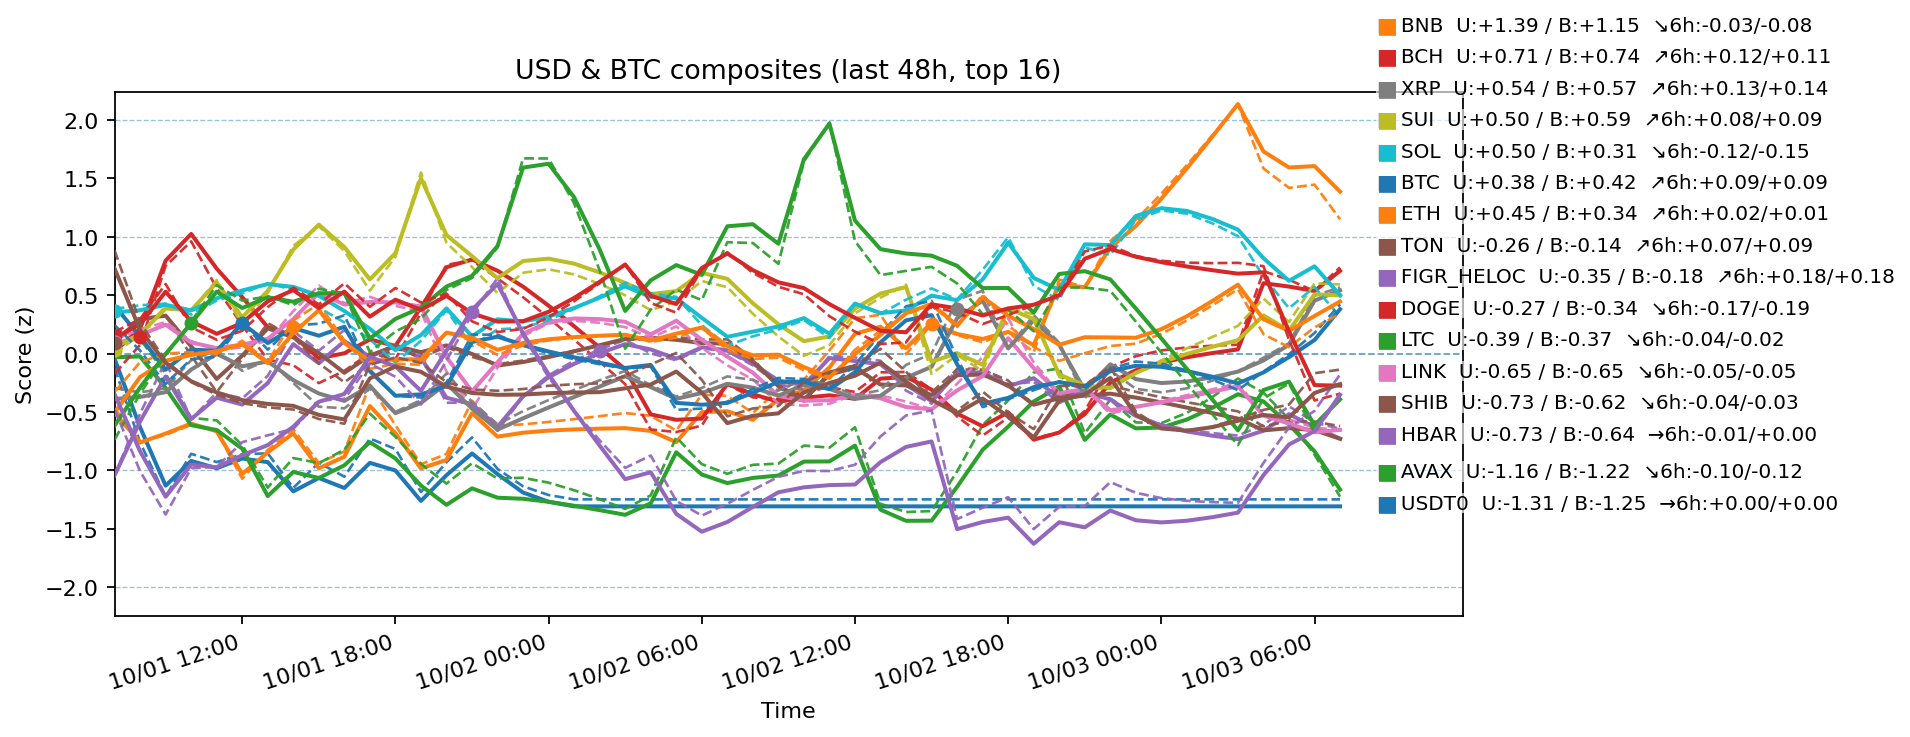 USD & BTC composites (last 48h, top 16)
BNB  U:+1.39 / B:+1.15  ↘6h:-0.03/-0.08
BCH  U:+0.71 / B:+0.74  ↗6h:+0.12/+0.11
XRP  U:+0.54 / B:+0.57  ↗6h:+0.13/+0.14
SUI  U:+0.50 / B:+0.59  ↗6h:+0.08/+0.09
SOL  U:+0.50 / B:+0.31  ↘6h:-0.12/-0.15
BTC  U:+0.38 / B:+0.42  ↗6h:+0.09/+0.09
ETH  U:+0.45 / B:+0.34  ↗6h:+0.02/+0.01
TON  U:-0.26 / B:-0.14  ↗6h:+0.07/+0.09
FIGR_HELOC  U:-0.35 / B:-0.18  ↗6h:+0.18/+0.18
DOGE  U:-0.27 / B:-0.34  ↘6h:-0.17/-0.19
LTC  U:-0.39 / B:-0.37  ↘6h:-0.04/-0.02
LINK  U:-0.65 / B:-0.65  ↘6h:-0.05/-0.05
SHIB  U:-0.73 / B:-0.62  ↘6h:-0.04/-0.03
HBAR  U:-0.73 / B:-0.64  →6h:-0.01/+0.00
AVAX  U:-1.16 / B:-1.22  ↘6h:-0.10/-0.12
USDT0  U:-1.31 / B:-1.25  →6h:+0.00/+0.00
Score (z)
2.0
1.5
1.0
0.5
0.0
−0.5
−1.0
−1.5
−2.0
10/01 12:00
10/01 18:00
10/02 00:00
10/02 06:00
10/02 12:00
10/02 18:00
10/03 00:00
10/03 06:00
Time